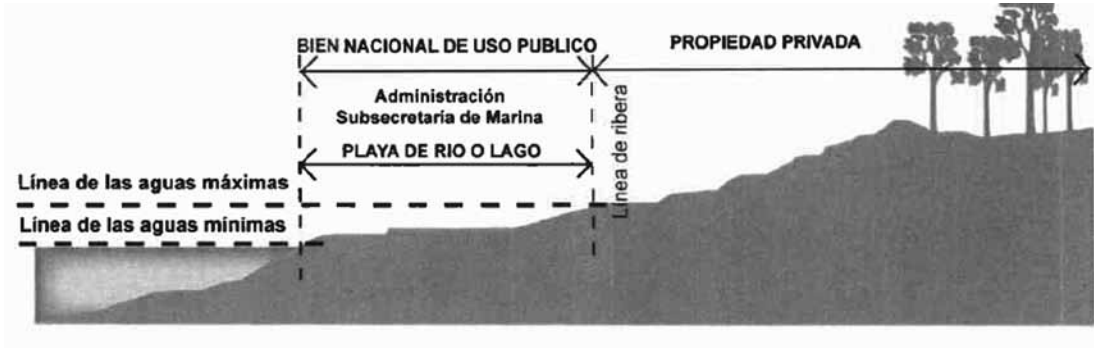 BIEN NACIONAL DE USO PUBLICO
PROPIEDAD PRIVADA
Administración
Subsecretaría de Marina
PLAYA DE RIO O LAGO
Línea de ribera
Línea de las aguas máximas
Línea de las aguas mínimas